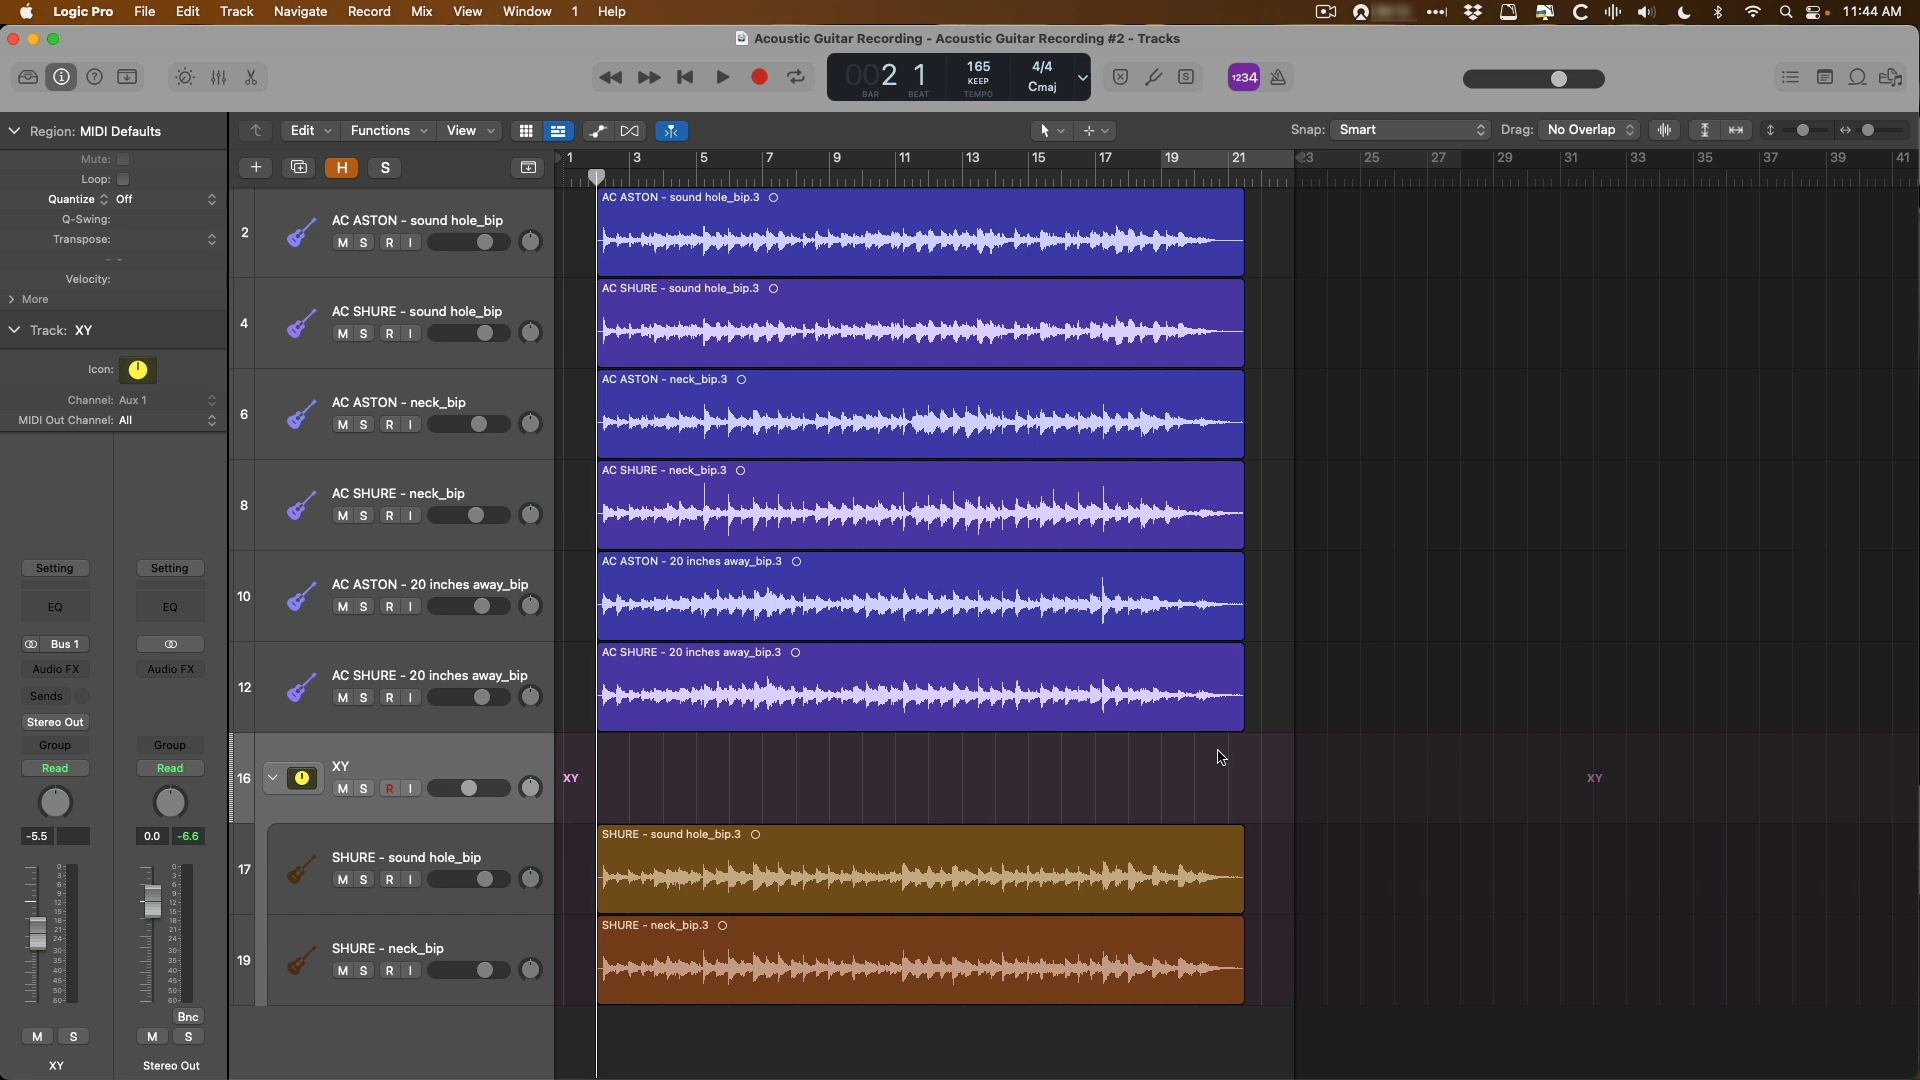 Logic Pro File Edit Track Navigate Record Mix View Window 1 Help 11:44 AM
Acoustic Guitar Recording - Acoustic Guitar Recording #2 - Tracks
002 1 165 4/4
KEEP Cmaj
BAR BEAT TEMPO
S 1234
Region: MIDI Defaults
Edit Functions View
Snap: Smart Drag: No Overlap
Mute:
Loop:
Quantize Off
Q-Swing:
Transpose:
Velocity:
More
H S
1 3 5 7 9 11 13 15 17 19 21 23 25 27 29 31 33 35 37 39 41
2 AC ASTON - sound hole_bip
M S R I
AC ASTON - sound hole_bip.3
4 AC SHURE - sound hole_bip
M S R I
AC SHURE - sound hole_bip.3
Track: XY
Icon:
Channel: Aux 1
MIDI Out Channel: All
6 AC ASTON - neck_bip
M S R I
AC ASTON - neck_bip.3
8 AC SHURE - neck_bip
M S R I
AC SHURE - neck_bip.3
10 AC ASTON - 20 inches away_bip
M S R I
AC ASTON - 20 inches away_bip.3
12 AC SHURE - 20 inches away_bip
M S R I
AC SHURE - 20 inches away_bip.3
16 XY
M S R I
XY XY
17 SHURE - sound hole_bip
M S R I
SHURE - sound hole_bip.3
19 SHURE - neck_bip
M S R I
SHURE - neck_bip.3
Setting Setting
EQ EQ
Bus 1
Audio FX Audio FX
Sends
Stereo Out
Group Group
Read Read
-5.5 0.0 -6.6
Bnc
M S M S
XY Stereo Out